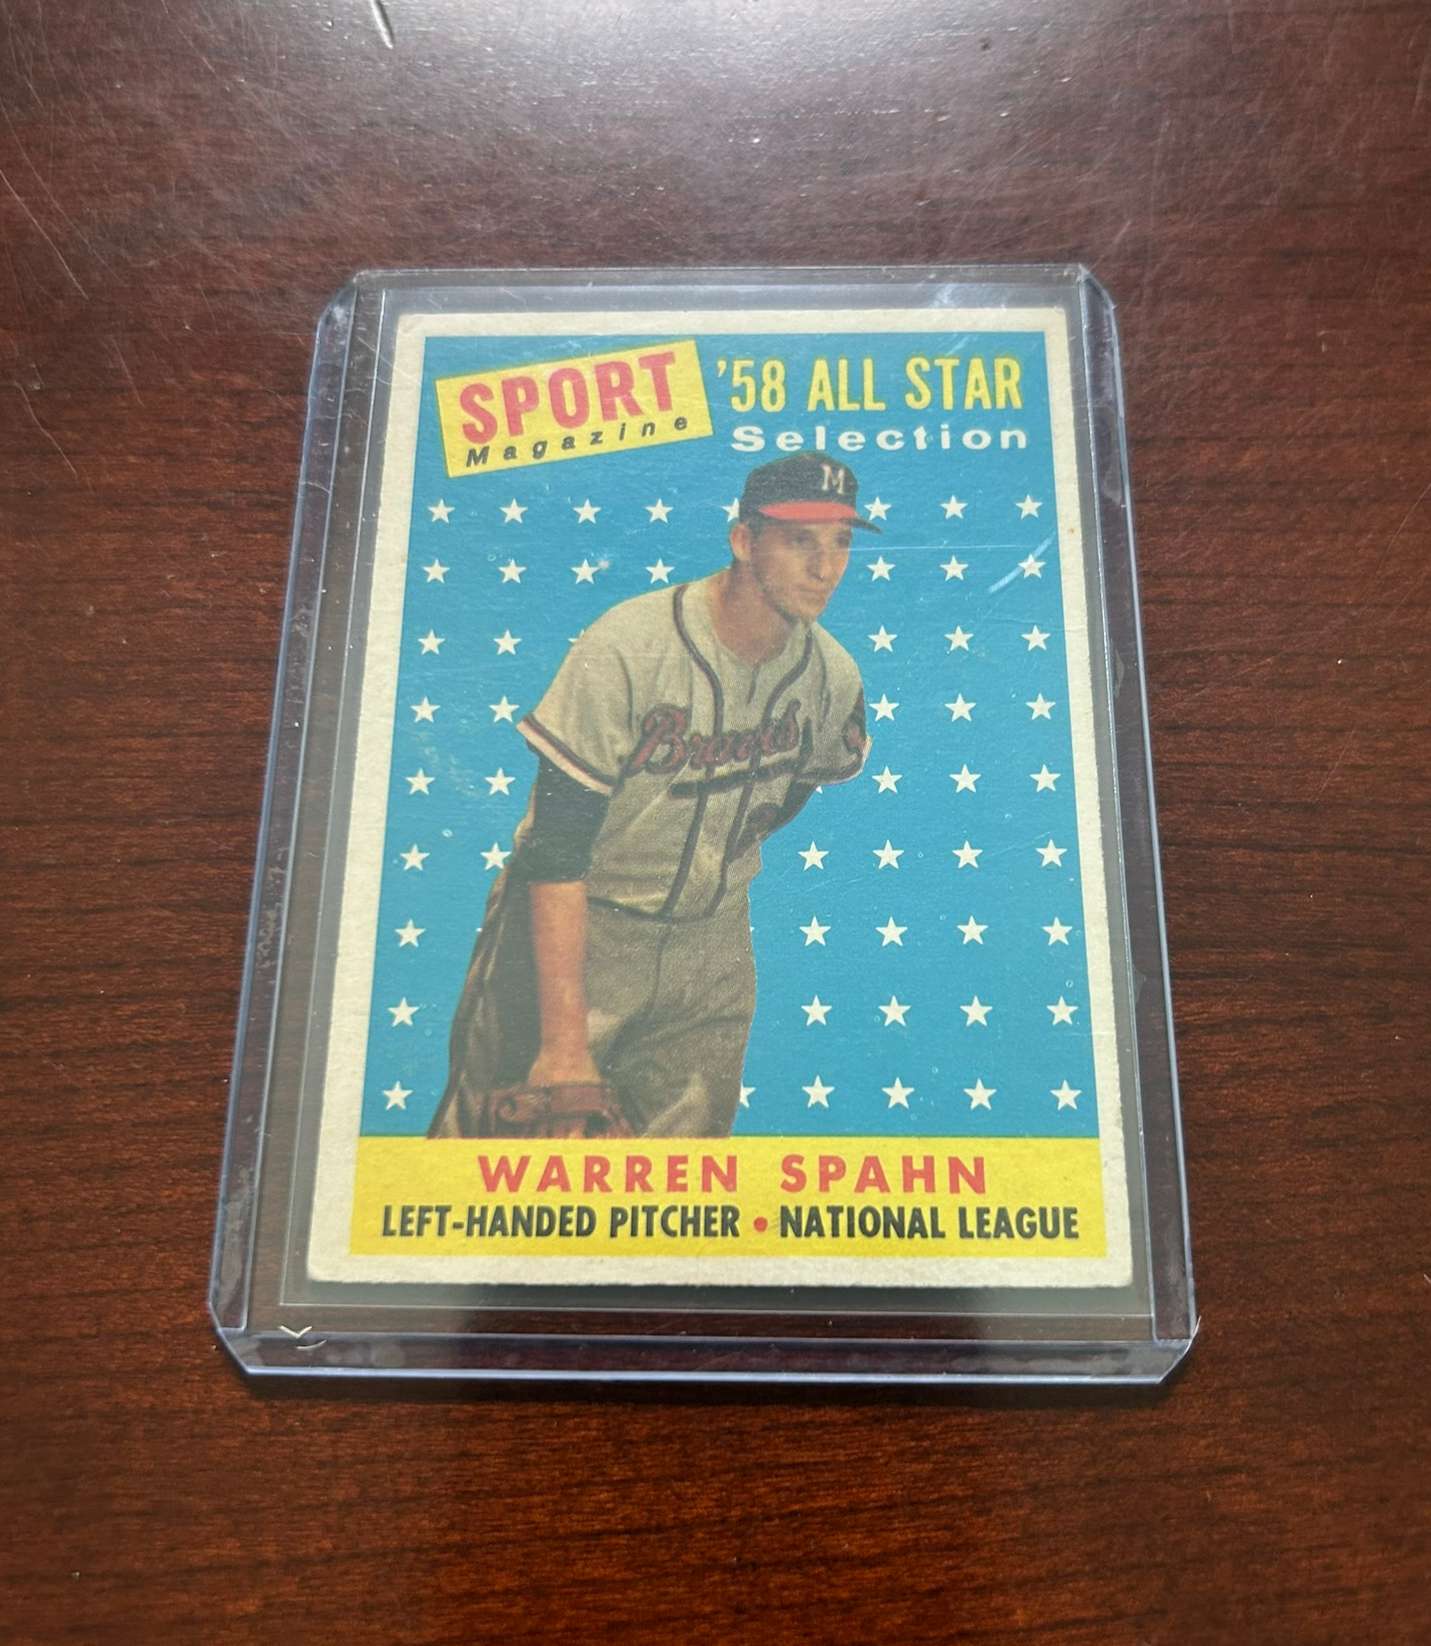 SPORT
Magazine
'58 ALL STAR
Selection
M
Braves
WARREN SPAHN
LEFT-HANDED PITCHER • NATIONAL LEAGUE